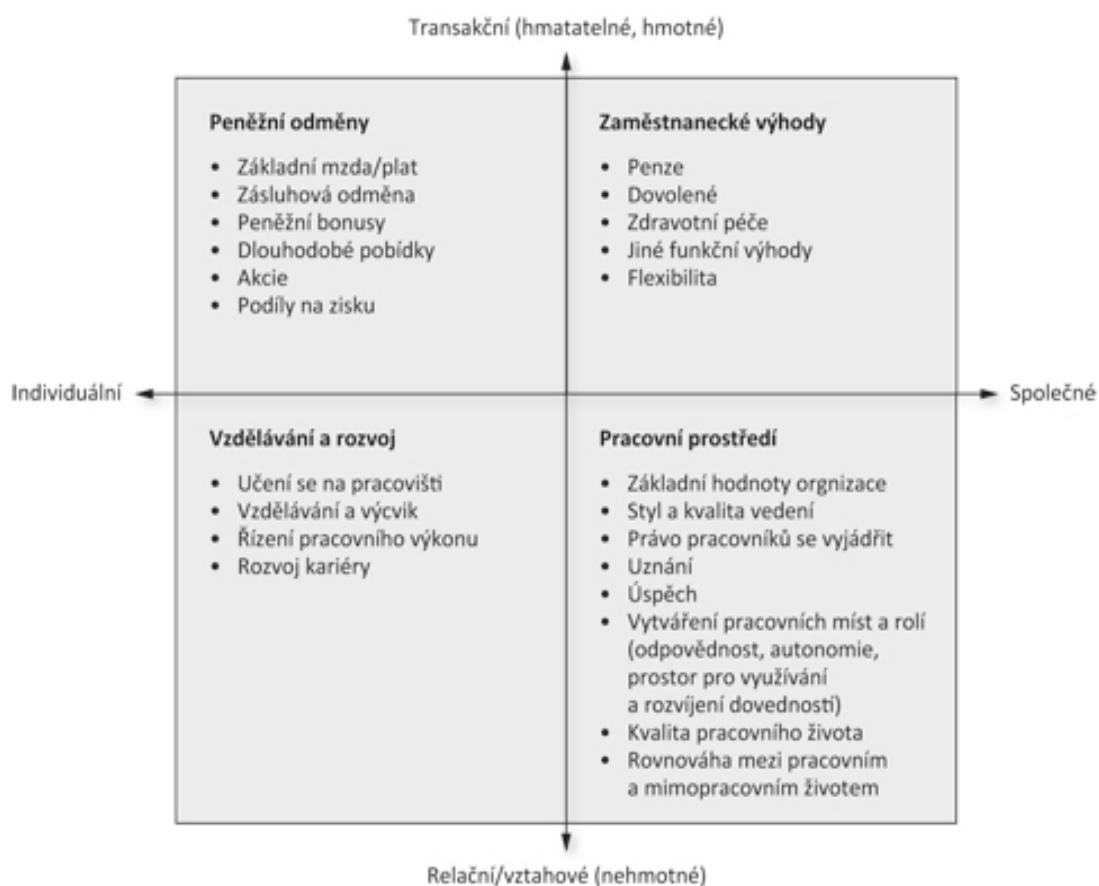 Transakční (hmatatelné, hmotné)
Peněžní odměny
• Základní mzda/plat
• Zásluhová odměna
• Peněžní bonusy
• Dlouhodobé pobídky
• Akcie
• Podíly na zisku
Zaměstnanecké výhody
• Penze
• Dovolené
• Zdravotní péče
• Jiné funkční výhody
• Flexibilita
Individuální
Společné
Vzdělávání a rozvoj
• Učení se na pracovišti
• Vzdělávání a výcvik
• Řízení pracovního výkonu
• Rozvoj kariéry
Pracovní prostředí
• Základní hodnoty orgnizace
• Styl a kvalita vedení
• Právo pracovníků se vyjádřit
• Uznání
• Úspěch
• Vytváření pracovních míst a rolí
(odpovědnost, autonomie,
prostor pro využívání
a rozvíjení dovedností)
• Kvalita pracovního života
• Rovnováha mezi pracovním
a mimopracovním životem
Relační/vztahové (nehmotné)